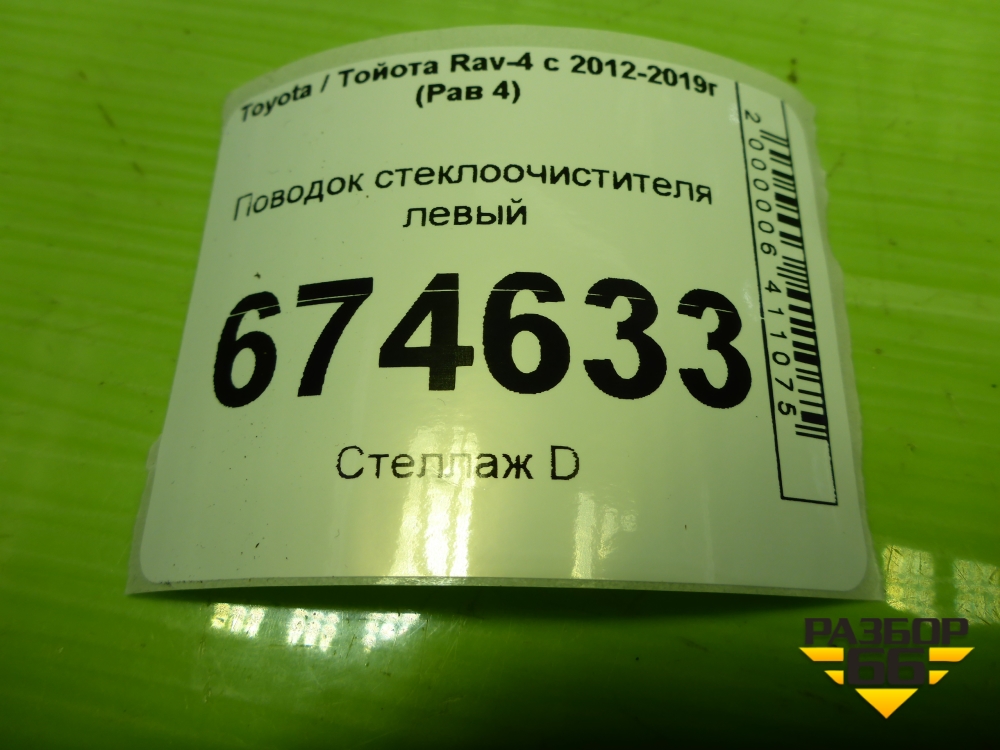 Toyota / Тойота Rav-4 с 2012-2019г
(Рав 4)
Поводок стеклоочистителя
левый
674633
Стеллаж D
2000006411075
РАЗБОР
66